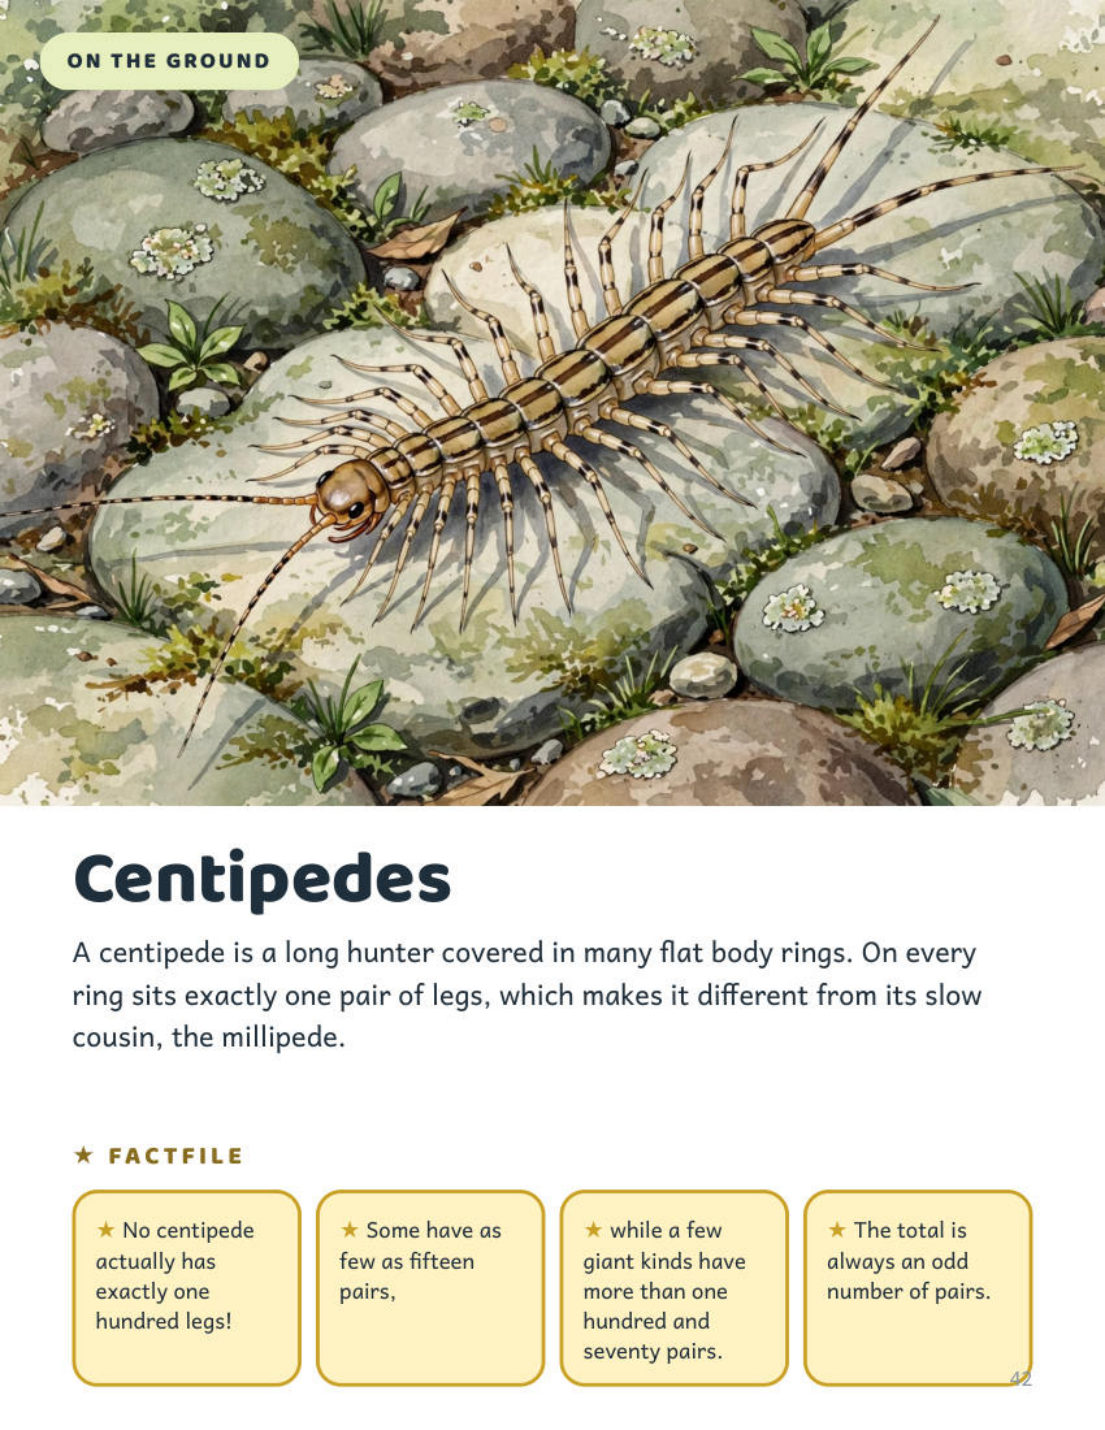 ON THE GROUND
Centipedes
A centipede is a long hunter covered in many flat body rings. On every
ring sits exactly one pair of legs, which makes it different from its slow
cousin, the millipede.
★ FACTFILE
★ No centipede
actually has
exactly one
hundred legs!
★ Some have as
few as fifteen
pairs,
★ while a few
giant kinds have
more than one
hundred and
seventy pairs.
★ The total is
always an odd
number of pairs.
42